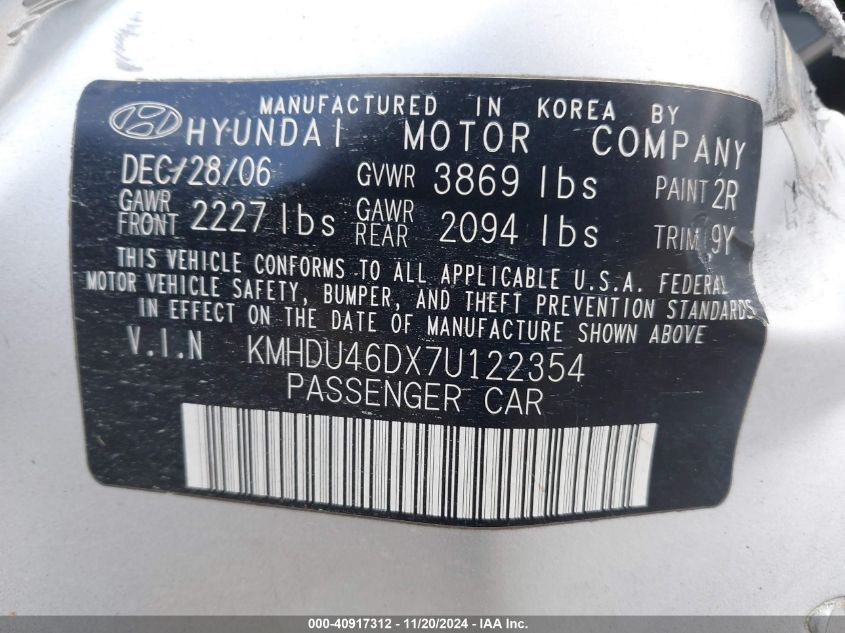 MANUFACTURED IN KOREA BY
HYUNDAI MOTOR COMPANY
DEC/28/06 GVWR 3869 lbs PAINT 2R
GAWR FRONT 2227 lbs GAWR REAR 2094 lbs TRIM 9Y
THIS VEHICLE CONFORMS TO ALL APPLICABLE U.S.A. FEDERAL
MOTOR VEHICLE SAFETY, BUMPER, AND THEFT PREVENTION STANDARDS
IN EFFECT ON THE DATE OF MANUFACTURE SHOWN ABOVE
V.I.N KMHDU46DX7U122354
PASSENGER CAR
000-40917312 - 11/20/2024 - IAA Inc.